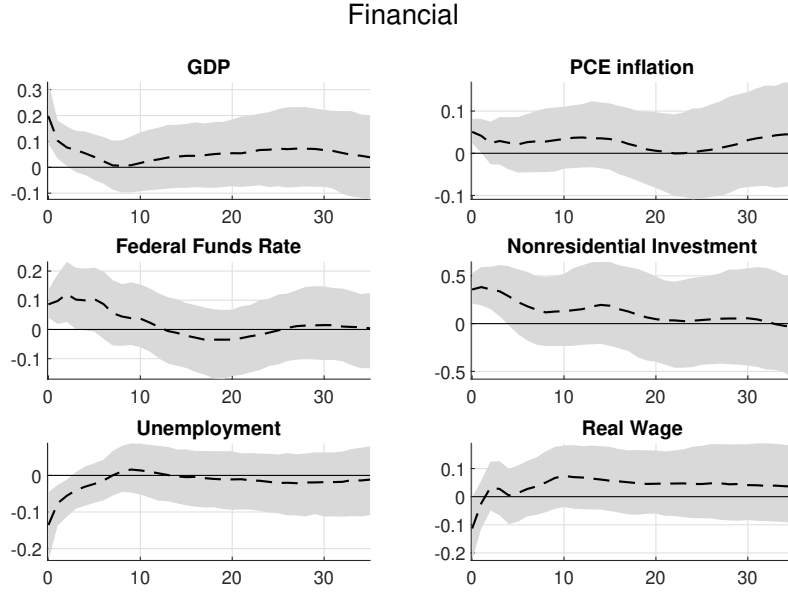 Financial
GDP
0.3
0.2
0.1
0
-0.1
0 10 20 30
PCE inflation
0.1
0
-0.1
0 10 20 30
Federal Funds Rate
0.2
0.1
0
-0.1
0 10 20 30
Nonresidential Investment
0.5
0
-0.5
0 10 20 30
Unemployment
0
-0.1
-0.2
0 10 20 30
Real Wage
0.1
0
-0.1
-0.2
0 10 20 30